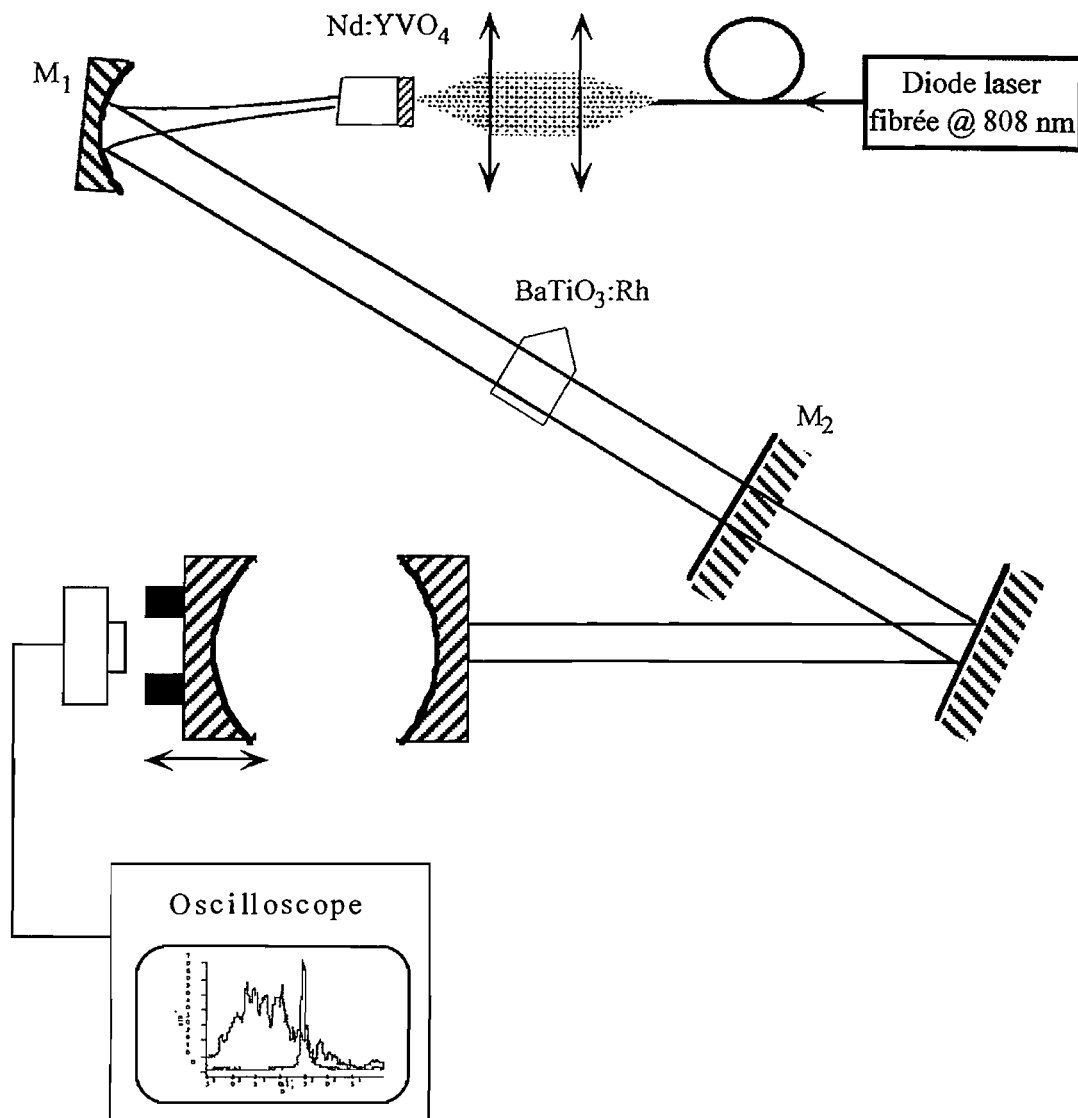 Nd:YVO4
M1
Diode laser
fibrée @ 808 nm
BaTiO3:Rh
M2
Oscilloscope